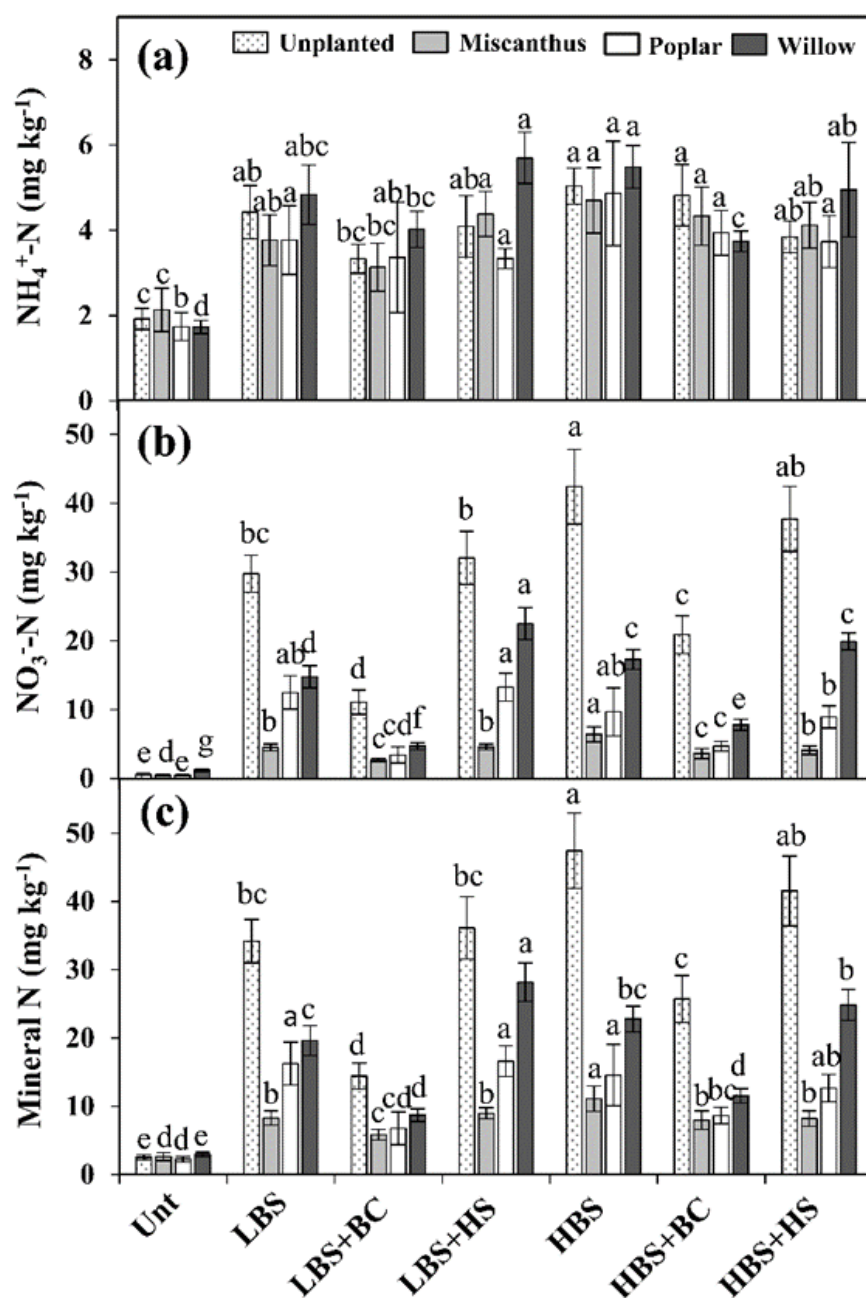 (a) Unplanted Miscanthus Poplar Willow
NH₄⁺-N (mg kg⁻¹)
8
6
4
2
0
c c b d
ab ab a abc
bc bc ab bc
ab a a a
a a a a
a a a c
ab ab a ab
(b)
NO₃⁻-N (mg kg⁻¹)
50
40
30
20
10
0
e d e g
bc b ab d
d c cd f
b b a c
a a ab c
c c c e
ab b b c
(c)
Mineral N (mg kg⁻¹)
50
40
30
20
10
0
e d d e
bc b a c
d c cd d
bc b a a
a a a bc
c b bc d
ab b ab b
Unt
LBS
LBS+BC
LBS+HS
HBS
HBS+BC
HBS+HS